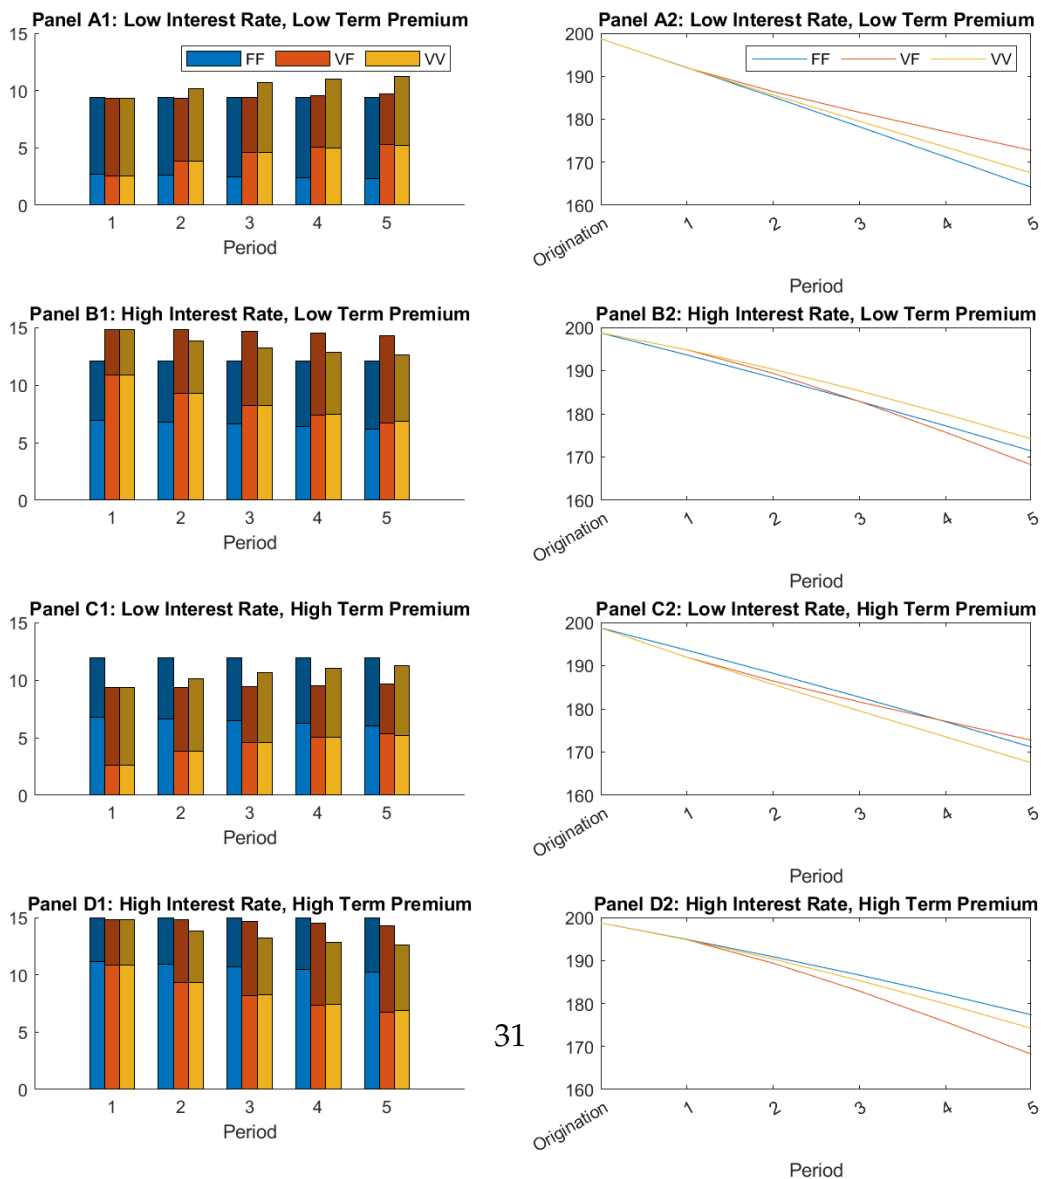 Panel A1: Low Interest Rate, Low Term Premium
15
10
5
0
FF VF VV
1 2 3 4 5
Period
Panel A2: Low Interest Rate, Low Term Premium
200
190
180
170
160
FF VF VV
Origination 1 2 3 4 5
Period
Panel B1: High Interest Rate, Low Term Premium
15
10
5
0
1 2 3 4 5
Period
Panel B2: High Interest Rate, Low Term Premium
200
190
180
170
160
Origination 1 2 3 4 5
Period
Panel C1: Low Interest Rate, High Term Premium
15
10
5
0
1 2 3 4 5
Period
Panel C2: Low Interest Rate, High Term Premium
200
190
180
170
160
Origination 1 2 3 4 5
Period
Panel D1: High Interest Rate, High Term Premium
15
10
5
0
1 2 3 4 5
Period
31
Panel D2: High Interest Rate, High Term Premium
200
190
180
170
160
Origination 1 2 3 4 5
Period